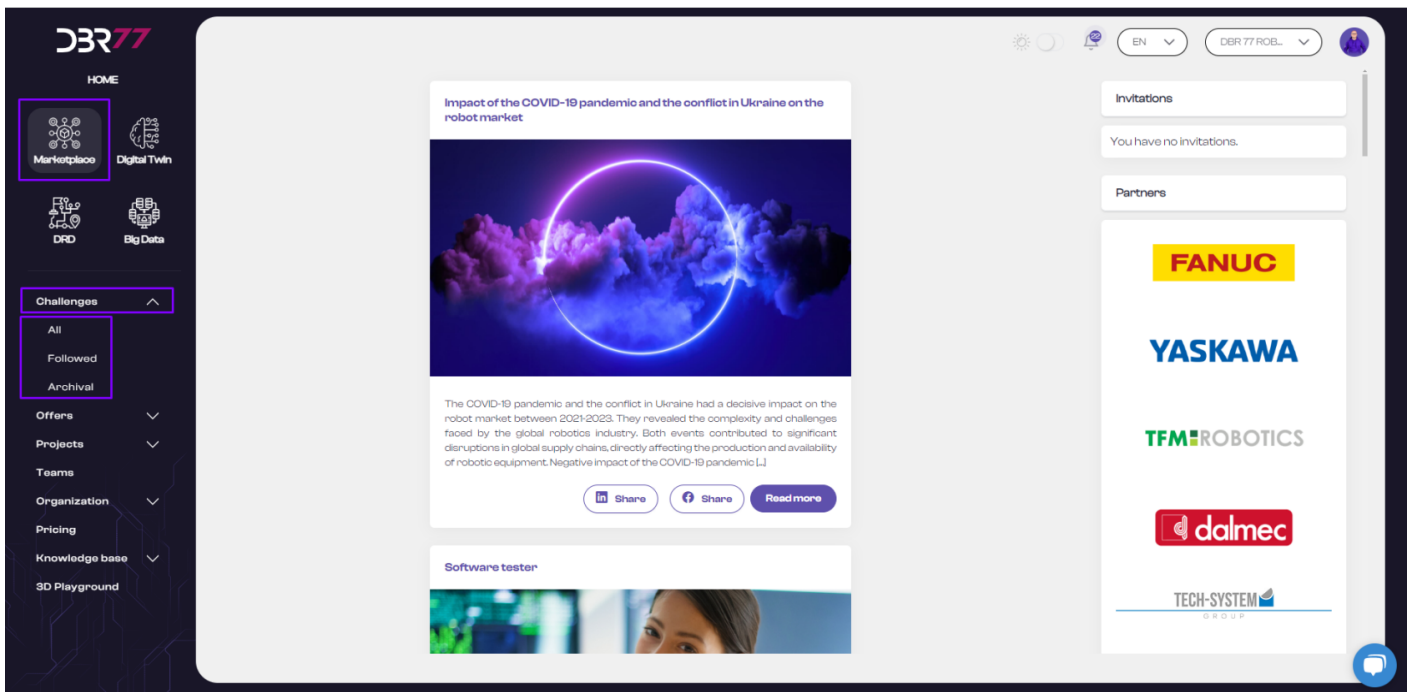 DBR77
HOME
Marketplace
Digital Twin
DRD
Big Data
Challenges
All
Followed
Archival
Offers
Projects
Teams
Organization
Pricing
Knowledge base
3D Playground
22
EN
DBR 77 ROB...
Impact of the COVID-19 pandemic and the conflict in Ukraine on the
robot market
The COVID-19 pandemic and the conflict in Ukraine had a decisive impact on the
robot market between 2021-2023. They revealed the complexity and challenges
faced by the global robotics industry. Both events contributed to significant
disruptions in global supply chains, directly affecting the production and availability
of robotic equipment. Negative impact of the COVID-19 pandemic [...]
in Share
Share
Read more
Software tester
Invitations
You have no invitations.
Partners
FANUC
YASKAWA
TFM ROBOTICS
d dalmec
TECH-SYSTEM
GROUP